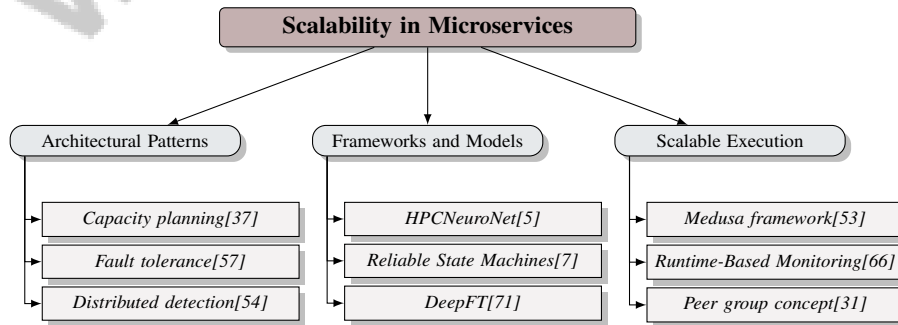 Scalability in Microservices
Architectural Patterns
Frameworks and Models
Scalable Execution
Capacity planning[37]
HPCNeuroNet[5]
Medusa framework[53]
Fault tolerance[57]
Reliable State Machines[7]
Runtime-Based Monitoring[66]
Distributed detection[54]
DeepFT[71]
Peer group concept[31]